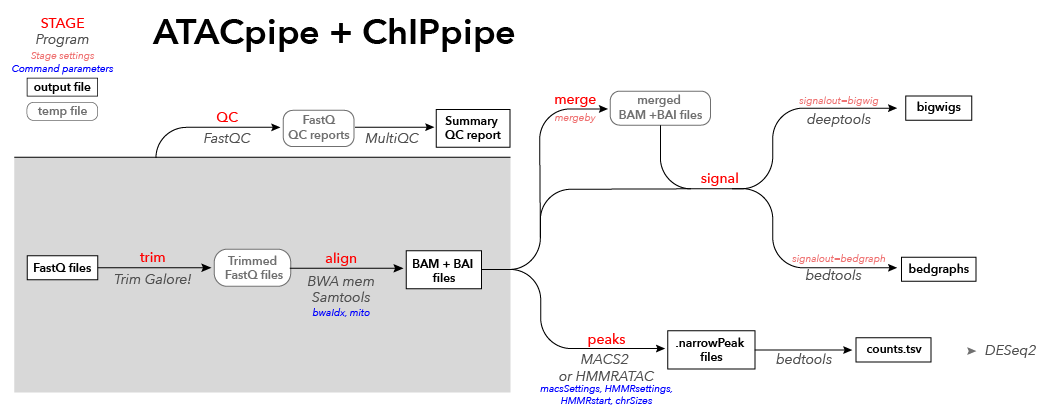 STAGE
Program
Stage settings
Command parameters
output file
temp file
ATACpipe + ChIPpipe
QC
FastQC
FastQ
QC reports
MultiQC
Summary
QC report
FastQ files
trim
Trim Galore!
Trimmed
FastQ files
align
BWA mem
Samtools
bwaIdx, mito
BAM + BAI
files
merge
mergeby
merged
BAM +BAI files
signal
signalout=bigwig
deeptools
bigwigs
signalout=bedgraph
bedtools
bedgraphs
peaks
MACS2
or HMMRATAC
macsSettings, HMMRsettings,
HMMRstart, chrSizes
.narrowPeak
files
bedtools
counts.tsv
DESeq2